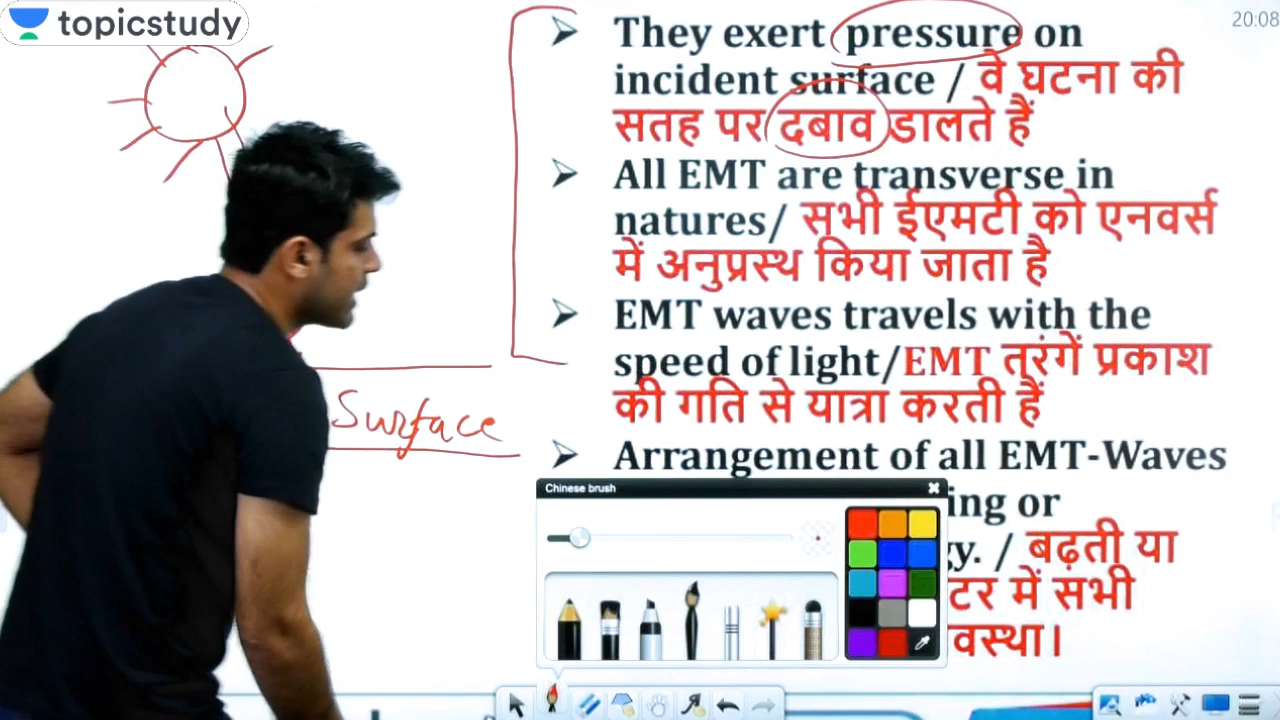 topicstudy
20:08
They exert pressure on
incident surface / वे घटना की
सतह पर दबाव डालते हैं
All EMT are transverse in
natures/ सभी ईएमटी को एनवर्स
में अनुप्रस्थ किया जाता है
EMT waves travels with the
speed of light/EMT तरंगें प्रकाश
की गति से यात्रा करती हैं
Arrangement of all EMT-Waves
ing or
gy. / बढ़ती या
टर में सभी
वस्था।
Surface
Chinese brush